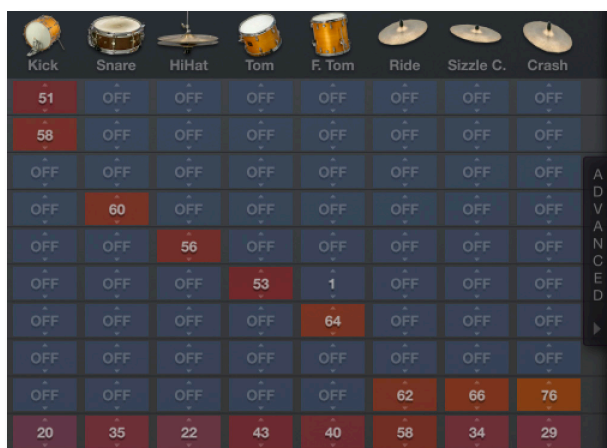 Kick Snare HiHat Tom F. Tom Ride Sizzle C. Crash
51 OFF OFF OFF OFF OFF OFF OFF
58 OFF OFF OFF OFF OFF OFF OFF
OFF OFF OFF OFF OFF OFF OFF OFF
OFF 60 OFF OFF OFF OFF OFF OFF
OFF OFF 56 OFF OFF OFF OFF OFF
OFF OFF OFF 53 1 OFF OFF OFF
OFF OFF OFF OFF 64 OFF OFF OFF
OFF OFF OFF OFF OFF OFF OFF OFF
OFF OFF OFF OFF OFF 62 66 76
20 35 22 43 40 58 34 29
ADVANCED